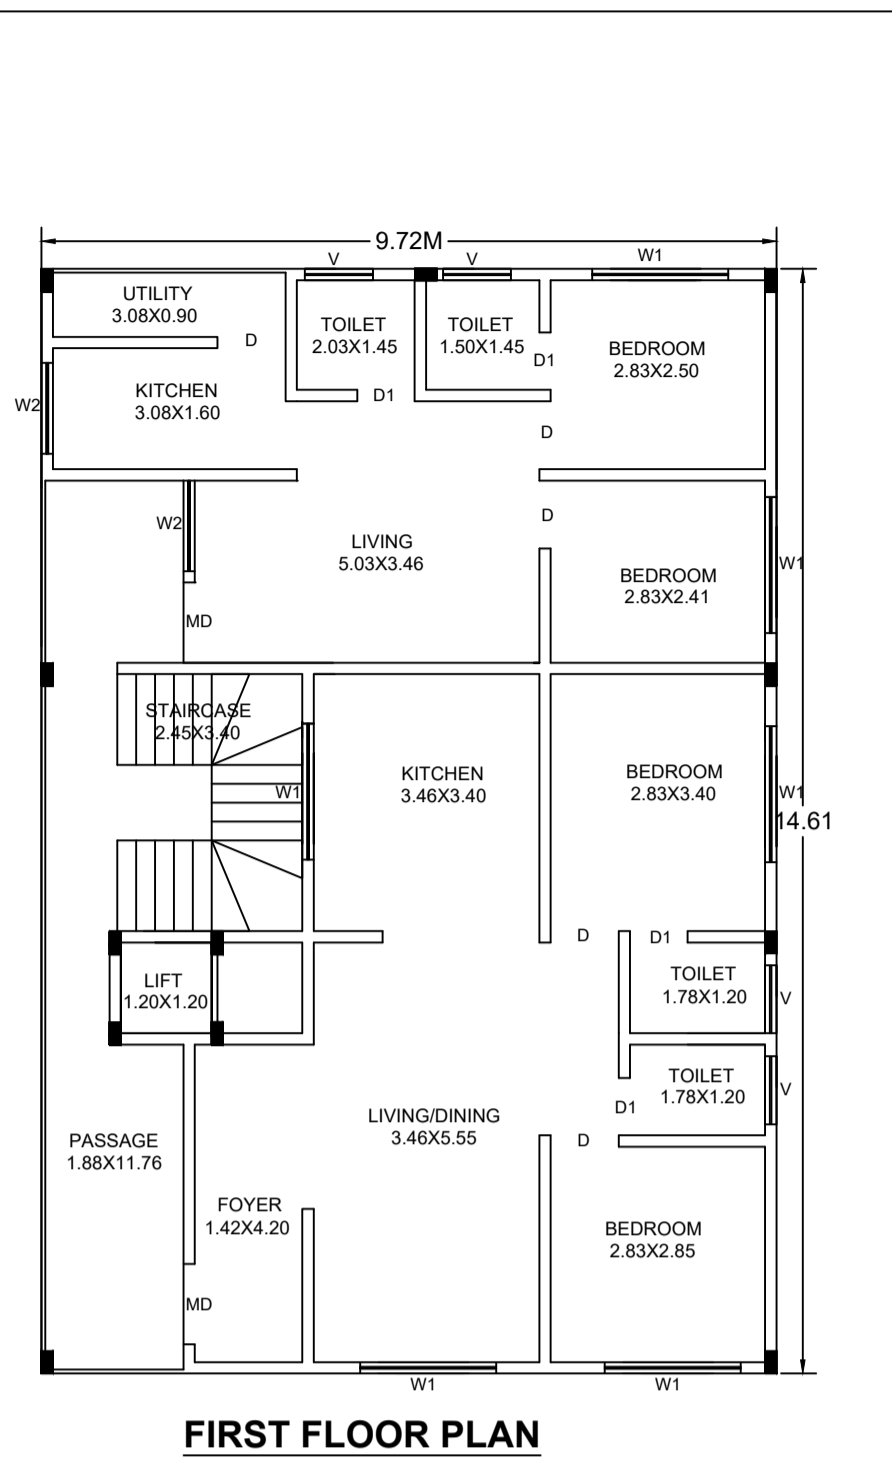 9.72M
V
V
W1
UTILITY
3.08X0.90
D
TOILET
2.03X1.45
TOILET
1.50X1.45
D1
BEDROOM
2.83X2.50
W2
KITCHEN
3.08X1.60
D1
D
W2
LIVING
5.03X3.46
D
BEDROOM
2.83X2.41
W1
MD
STAIRCASE
2.45X3.40
W1
KITCHEN
3.46X3.40
BEDROOM
2.83X3.40
W1
14.61
D
D1
LIFT
1.20X1.20
TOILET
1.78X1.20
V
TOILET
1.78X1.20
V
D1
LIVING/DINING
3.46X5.55
D
PASSAGE
1.88X11.76
FOYER
1.42X4.20
BEDROOM
2.83X2.85
MD
W1
W1
FIRST FLOOR PLAN